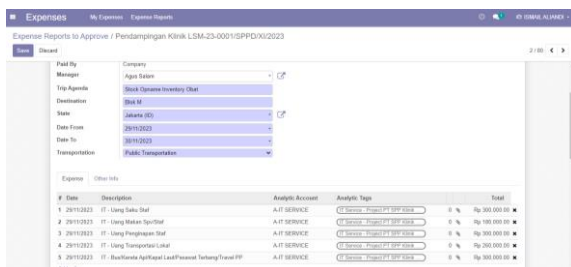 Expenses My Expenses Expense Reports ISMAIL ALIANDI
Expense Reports to Approve / Pendampingan Klinik LSM-23-0001/SPPD/XI/2023
Save Discard 2 / 80
Paid By Company
Manager Agus Salam
Trip Agenda Stock Opname Inventory Obat
Destination Blok M
State Jakarta (ID)
Date From 29/11/2023
Date To 30/11/2023
Transportation Public Transportation
Expense Other Info
# Date Description Analytic Account Analytic Tags Total
1 29/11/2023 IT - Uang Saku Staf A-IT SERVICE IT Service - Project PT SPP Klinik 0 Rp 300,000.00
2 29/11/2023 IT - Uang Makan Spv/Staf A-IT SERVICE IT Service - Project PT SPP Klinik 0 Rp 180,000.00
3 29/11/2023 IT - Uang Penginapan Staf A-IT SERVICE IT Service - Project PT SPP Klinik 0 Rp 300,000.00
4 29/11/2023 IT - Uang Transportasi Lokal A-IT SERVICE IT Service - Project PT SPP Klinik 0 Rp 260,000.00
5 29/11/2023 IT - Bus/Kereta Api/Kapal Laut/Pesawat Terbang/Travel PP A-IT SERVICE IT Service - Project PT SPP Klinik 0 Rp 300,000.00